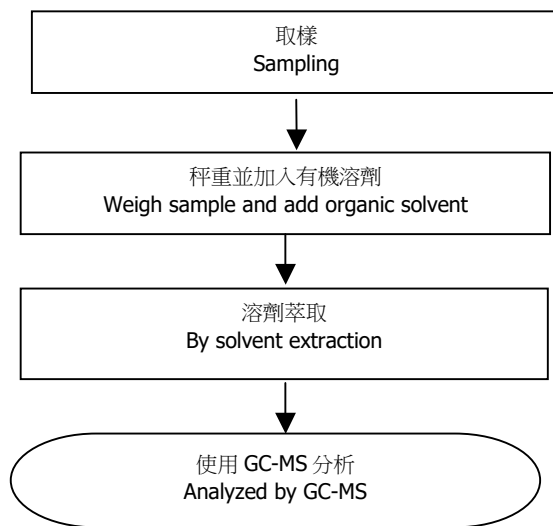 取樣
Sampling
秤重並加入有機溶劑
Weigh sample and add organic solvent
溶劑萃取
By solvent extraction
使用 GC-MS 分析
Analyzed by GC-MS